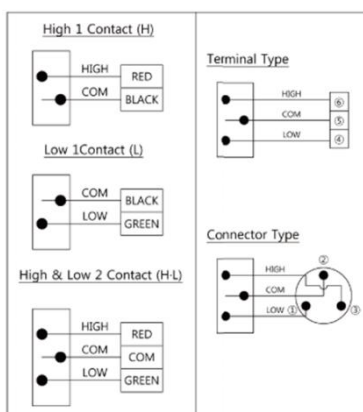 High 1 Contact (H)
HIGH RED
COM BLACK
Low 1Contact (L)
COM BLACK
LOW GREEN
High & Low 2 Contact (H·L)
HIGH RED
COM COM
LOW GREEN
Terminal Type
HIGH ⑥
COM ⑤
LOW ④
Connector Type
②
HIGH
COM
LOW ① ③